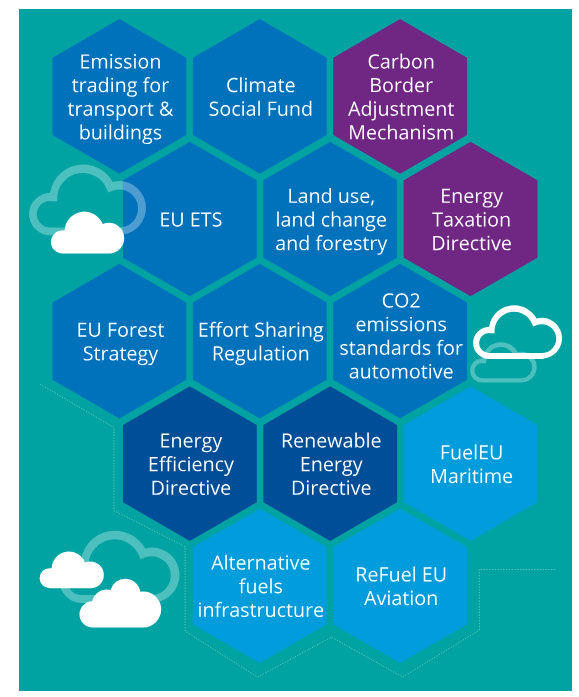 Emission
trading for
transport &
buildings
Climate
Social Fund
Carbon
Border
Adjustment
Mechanism
EU ETS
Land use,
land change
and forestry
Energy
Taxation
Directive
EU Forest
Strategy
Effort Sharing
Regulation
CO2
emissions
standards for
automotive
Energy
Efficiency
Directive
Renewable
Energy
Directive
FuelEU
Maritime
Alternative
fuels
infrastructure
ReFuel EU
Aviation